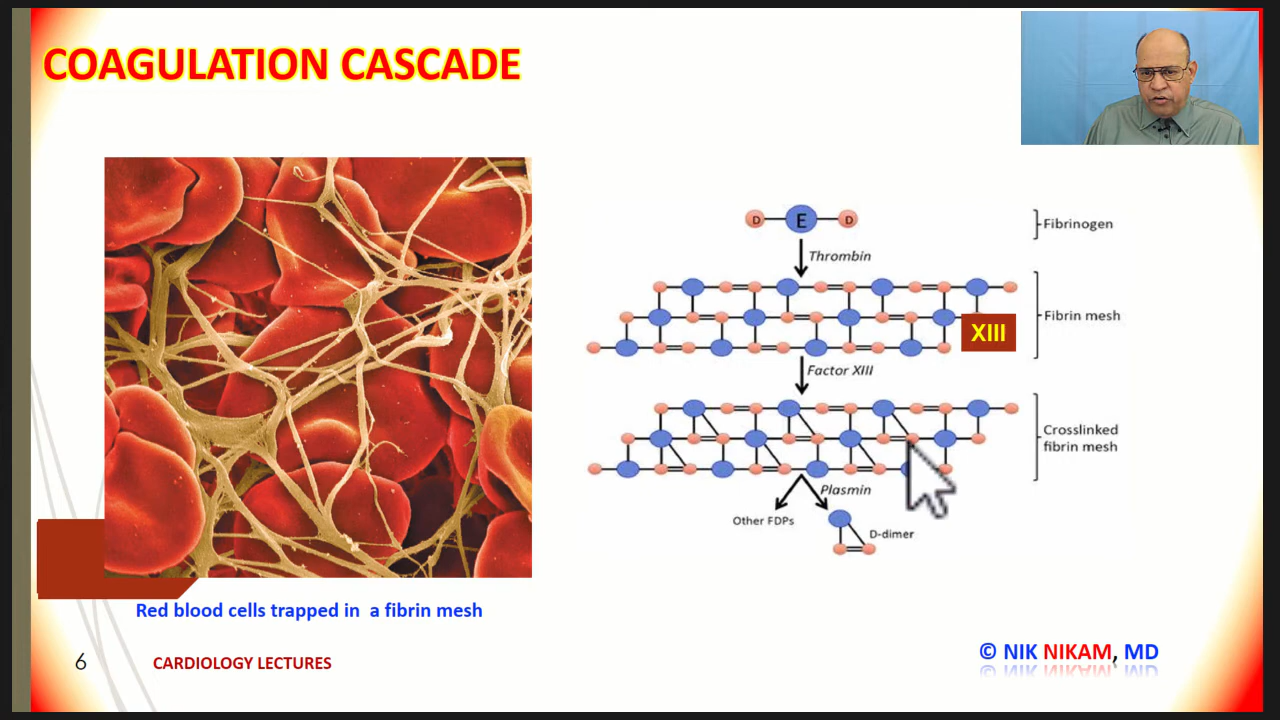 COAGULATION CASCADE
D E D
Fibrinogen
Thrombin
Fibrin mesh
XIII
Factor XIII
Crosslinked
fibrin mesh
Plasmin
Other FDPs
D-dimer
Red blood cells trapped in a fibrin mesh
6
CARDIOLOGY LECTURES
© NIK NIKAM, MD